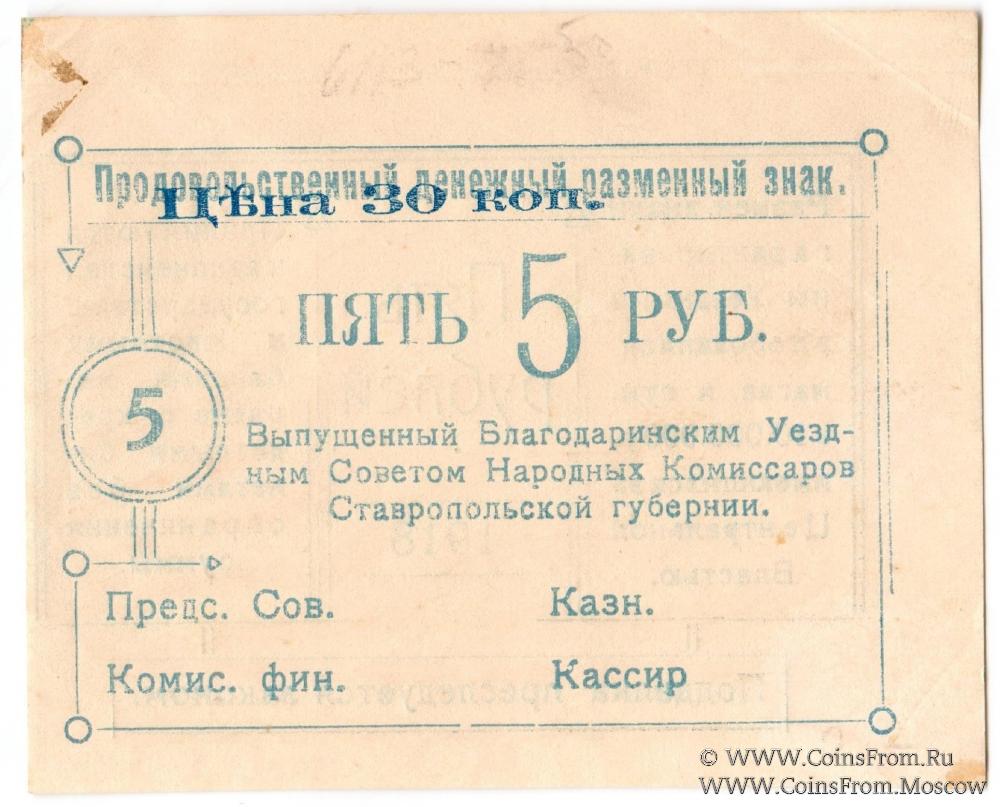 Продовольственный денежный разменный знак.
Цѣна 30 коп.
ПЯТЬ 5 РУБ.
5
Выпущенный Благодаринским Уезд-
ным Советом Народных Комиссаров
Ставропольской губернии.
Предс. Сов. Казн.
Комис. фин. Кассир
© WWW.CoinsFrom.Ru
WWW.CoinsFrom.Moscow